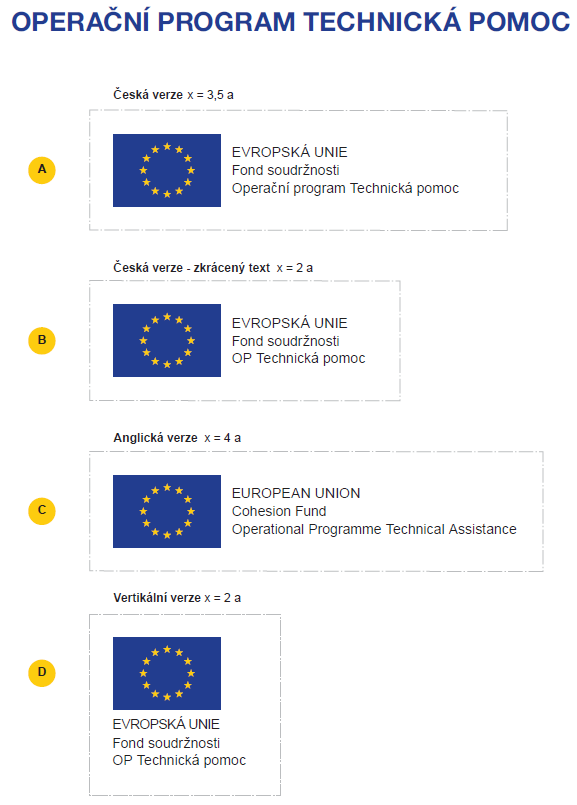 OPERAČNÍ PROGRAM TECHNICKÁ POMOC
Česká verze x = 3,5 a
A
EVROPSKÁ UNIE
Fond soudržnosti
Operační program Technická pomoc
Česká verze - zkrácený text x = 2 a
B
EVROPSKÁ UNIE
Fond soudržnosti
OP Technická pomoc
Anglická verze x = 4 a
C
EUROPEAN UNION
Cohesion Fund
Operational Programme Technical Assistance
Vertikální verze x = 2 a
D
EVROPSKÁ UNIE
Fond soudržnosti
OP Technická pomoc